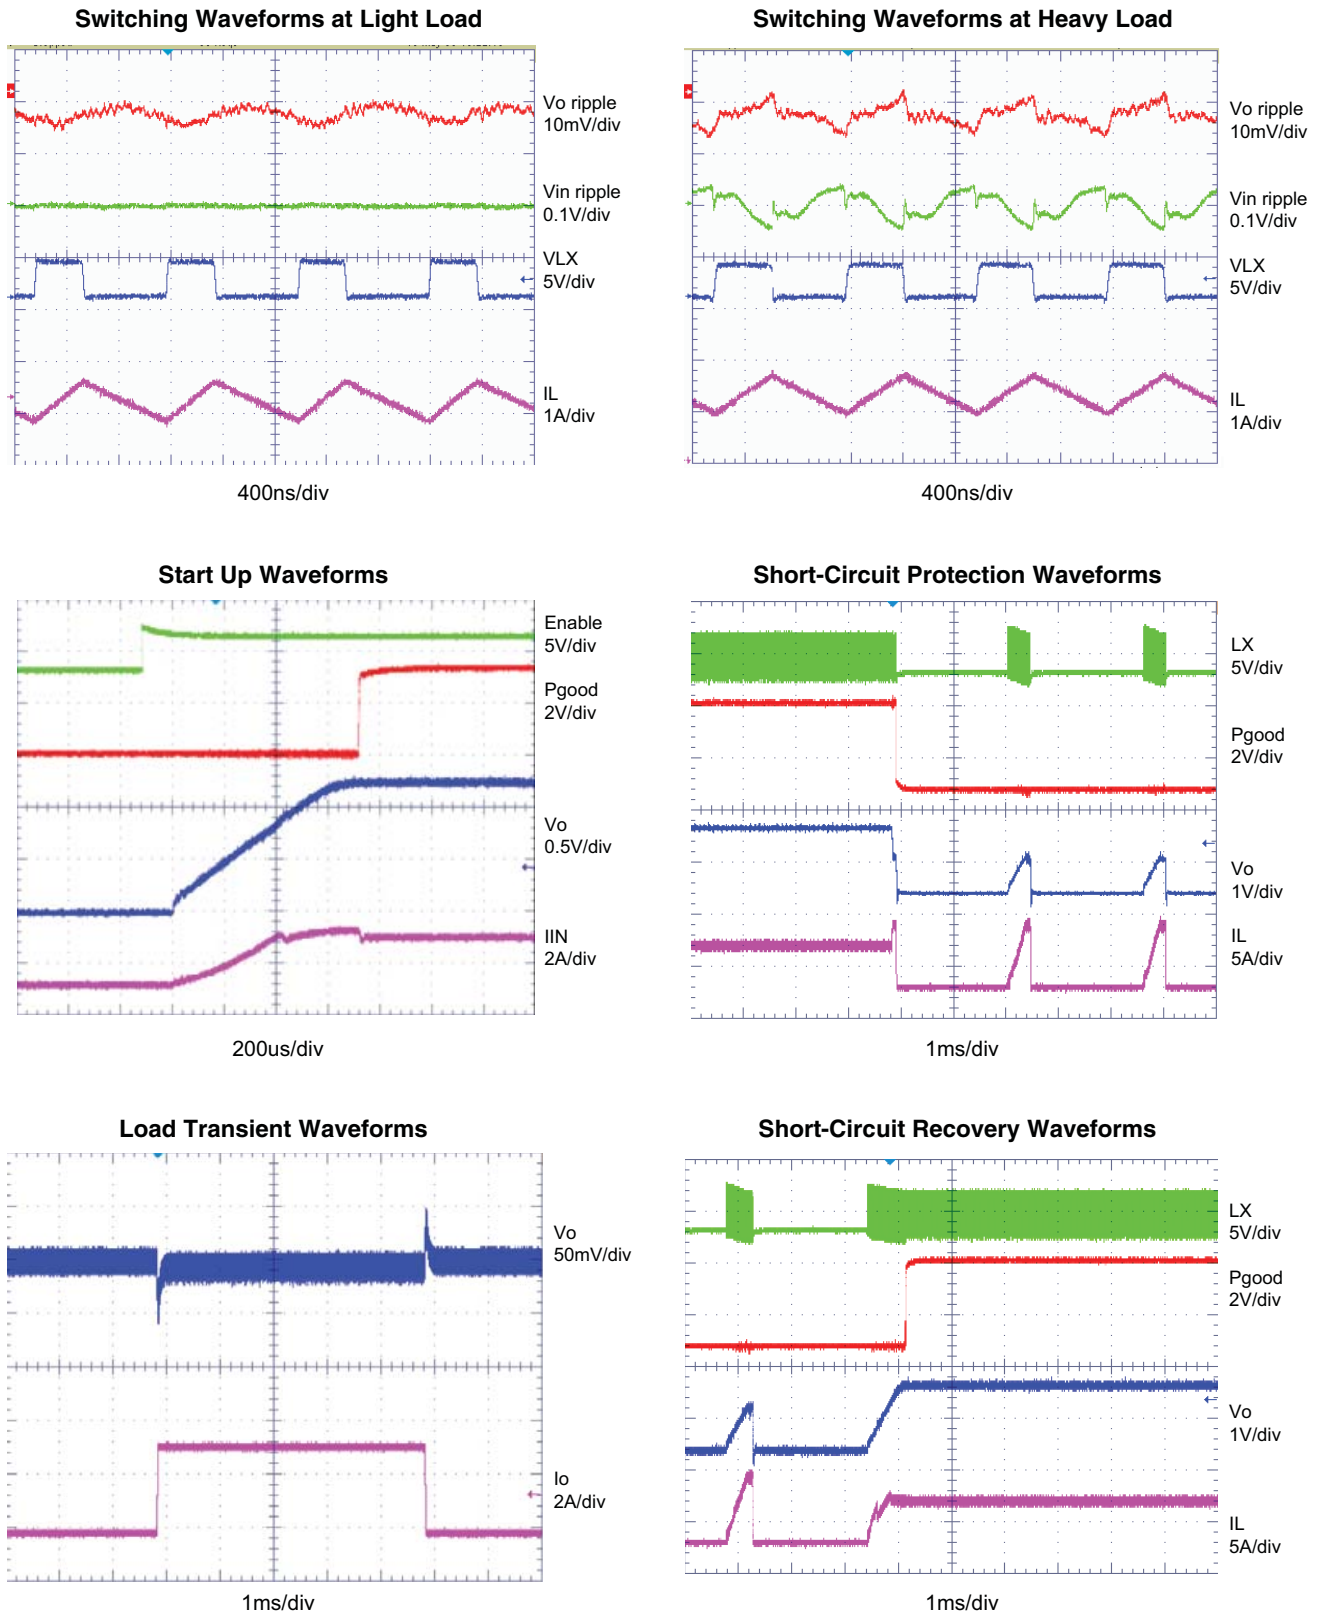 Switching Waveforms at Light Load
Vo ripple
10mV/div
Vin ripple
0.1V/div
VLX
5V/div
IL
1A/div
400ns/div
Switching Waveforms at Heavy Load
Vo ripple
10mV/div
Vin ripple
0.1V/div
VLX
5V/div
IL
1A/div
400ns/div
Start Up Waveforms
Enable
5V/div
Pgood
2V/div
Vo
0.5V/div
IIN
2A/div
200us/div
Short-Circuit Protection Waveforms
LX
5V/div
Pgood
2V/div
Vo
1V/div
IL
5A/div
1ms/div
Load Transient Waveforms
Vo
50mV/div
Io
2A/div
1ms/div
Short-Circuit Recovery Waveforms
LX
5V/div
Pgood
2V/div
Vo
1V/div
IL
5A/div
1ms/div